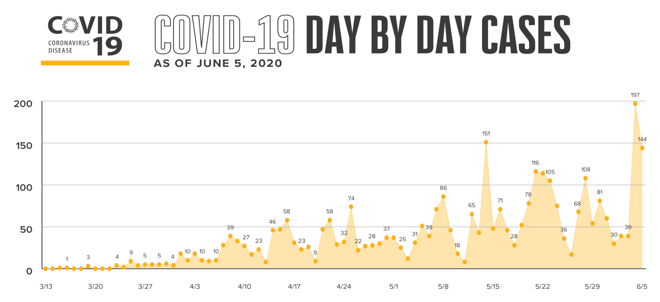 COVID
CORONAVIRUS
DISEASE
19
COVID-19 DAY BY DAY CASES
AS OF JUNE 5, 2020
200
150
100
50
0
1 3 4 9 5 5 4 10 10 10 39 27 23 46 58 23 9 58 32 74 22 28 37 25 31 39 86 18 65 151 71 28 78 116 105 36 68 108 81 30 39 197 144
3/13 3/20 3/27 4/3 4/10 4/17 4/24 5/1 5/8 5/15 5/22 5/29 6/5